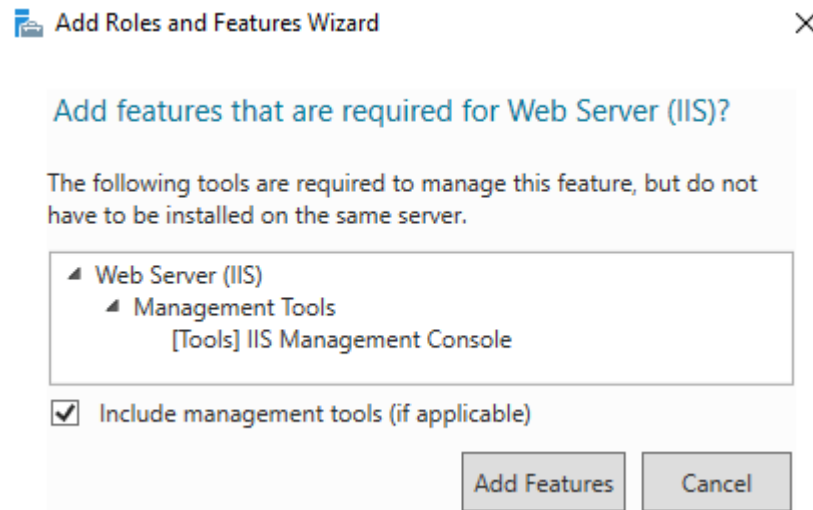 Add Roles and Features Wizard
Add features that are required for Web Server (IIS)?
The following tools are required to manage this feature, but do not
have to be installed on the same server.
Web Server (IIS)
Management Tools
[Tools] IIS Management Console
Include management tools (if applicable)
Add Features
Cancel